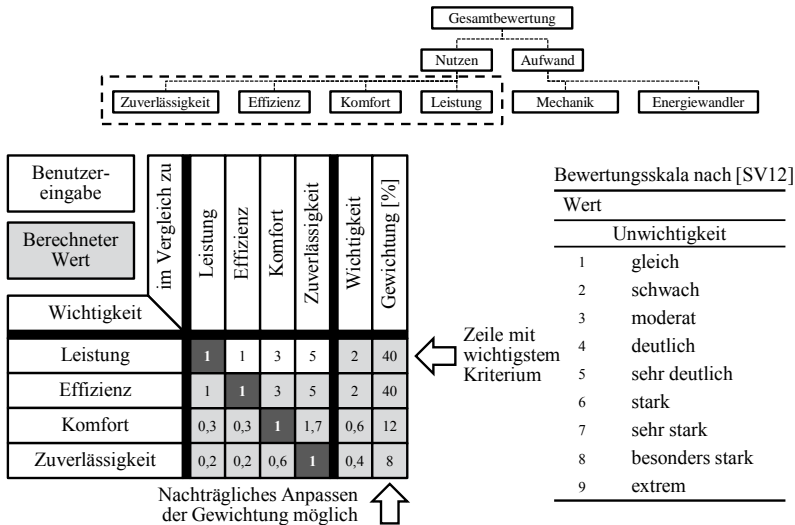 Gesamtbewertung
Nutzen Aufwand
Zuverlässigkeit Effizienz Komfort Leistung Mechanik Energiewandler
Benutzer-
eingabe
Berechneter
Wert
im Vergleich zu
Wichtigkeit
Leistung
Effizienz
Komfort
Zuverlässigkeit
Wichtigkeit
Gewichtung [%]
Leistung 1 1 3 5 2 40
Effizienz 1 1 3 5 2 40
Komfort 0,3 0,3 1 1,7 0,6 12
Zuverlässigkeit 0,2 0,2 0,6 1 0,4 8
Zeile mit
wichtigstem
Kriterium
Nachträgliches Anpassen
der Gewichtung möglich
Bewertungsskala nach [SV12]
Wert
Unwichtigkeit
1 gleich
2 schwach
3 moderat
4 deutlich
5 sehr deutlich
6 stark
7 sehr stark
8 besonders stark
9 extrem